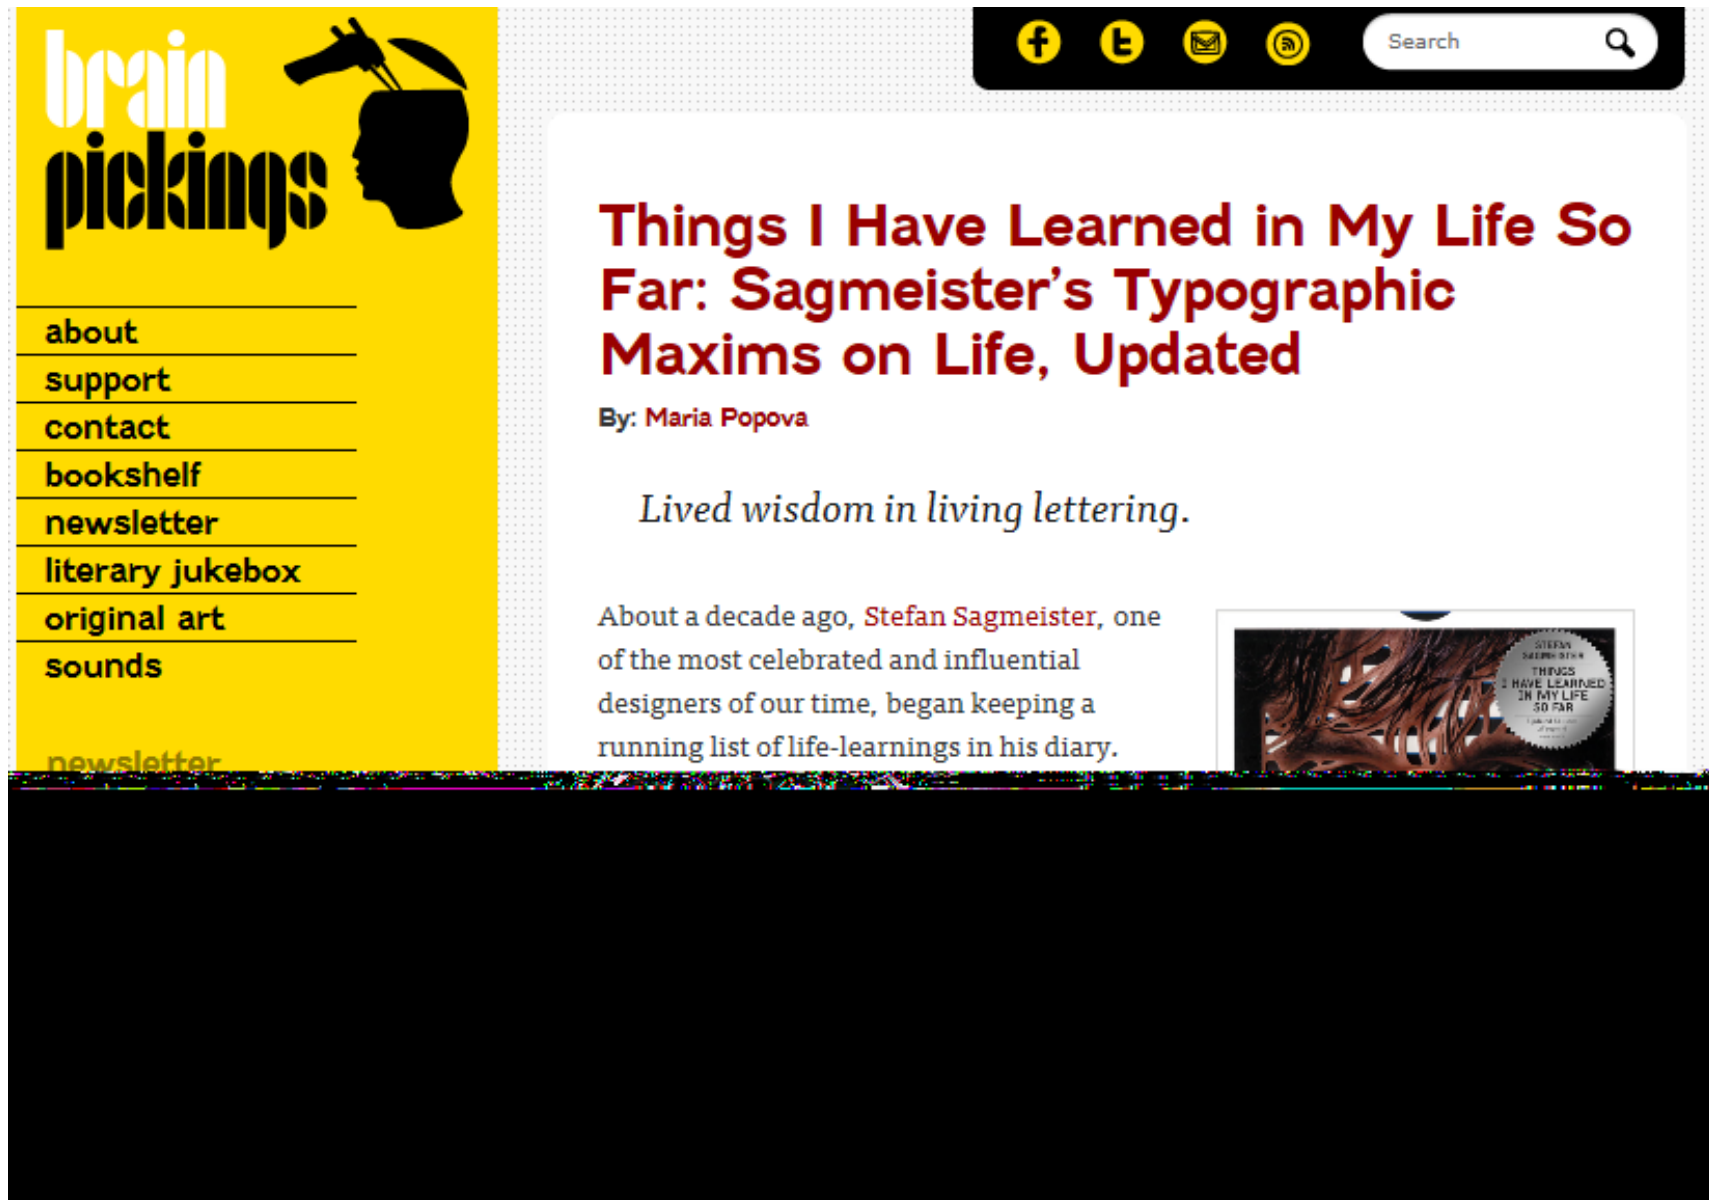 brain
pickings
about
support
contact
bookshelf
newsletter
literary jukebox
original art
sounds
newsletter
Search
Things I Have Learned in My Life So
Far: Sagmeister's Typographic
Maxims on Life, Updated
By: Maria Popova
Lived wisdom in living lettering.
About a decade ago, Stefan Sagmeister, one
of the most celebrated and influential
designers of our time, began keeping a
running list of life-learnings in his diary.
STEFAN
SAGMEISTER
THINGS
I HAVE LEARNED
IN MY LIFE
SO FAR